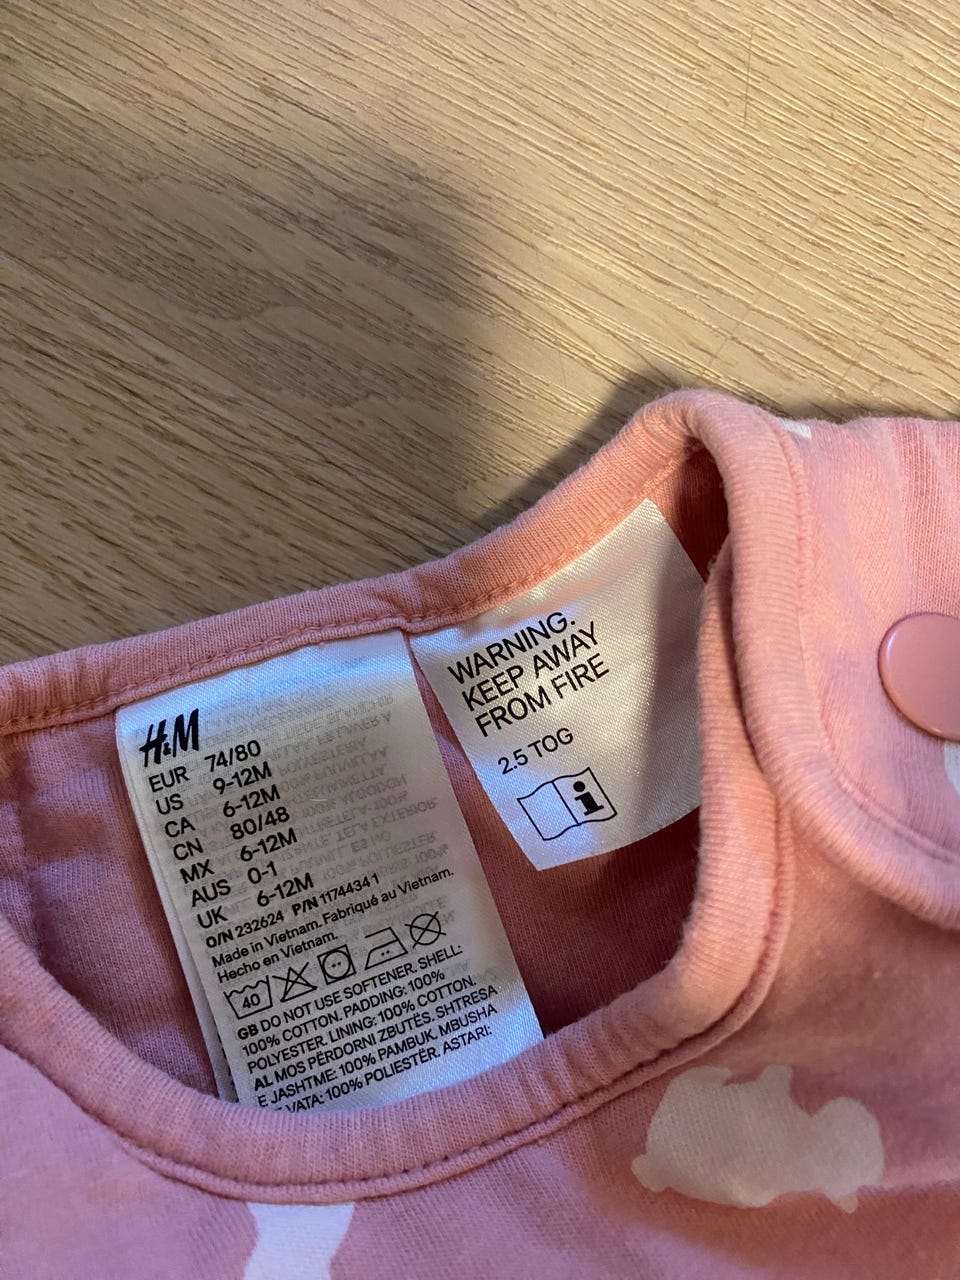 H&M
EUR 74/80
US 9-12M
CA 6-12M
CN 80/48
MX 6-12M
AUS 0-1
UK 6-12M
O/N 232624 P/N 11744341
Made in Vietnam. Fabriqué au Vietnam.
Hecho en Vietnam.
40
GB DO NOT USE SOFTENER. SHELL:
100% COTTON. PADDING: 100%
POLYESTER. LINING: 100% COTTON.
AL MOS PËRDORNI ZBUTËS. SHTRESA
E JASHTME: 100% PAMBUK. MBUSHA
VATA: 100% POLIESTËR. ASTARI:
WARNING.
KEEP AWAY
FROM FIRE
2.5 TOG
i